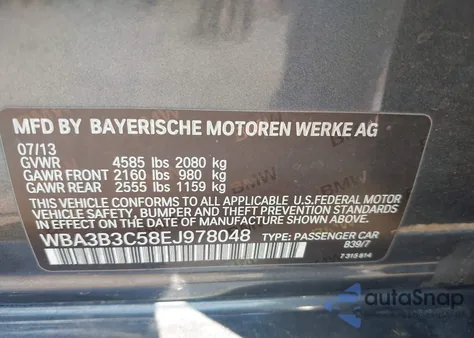 MFD BY BAYERISCHE MOTOREN WERKE AG
07/13
GVWR 4585 lbs 2080 kg
GAWR FRONT 2160 lbs 980 kg
GAWR REAR 2555 lbs 1159 kg
THIS VEHICLE CONFORMS TO ALL APPLICABLE U.S.FEDERAL MOTOR
VEHICLE SAFETY, BUMPER AND THEFT PREVENTION STANDARDS
IN EFFECT ON THE DATE OF MANUFACTURE SHOWN ABOVE.
WBA3B3C58EJ978048 TYPE: PASSENGER CAR
B39/7
7 315 814
autoSnap